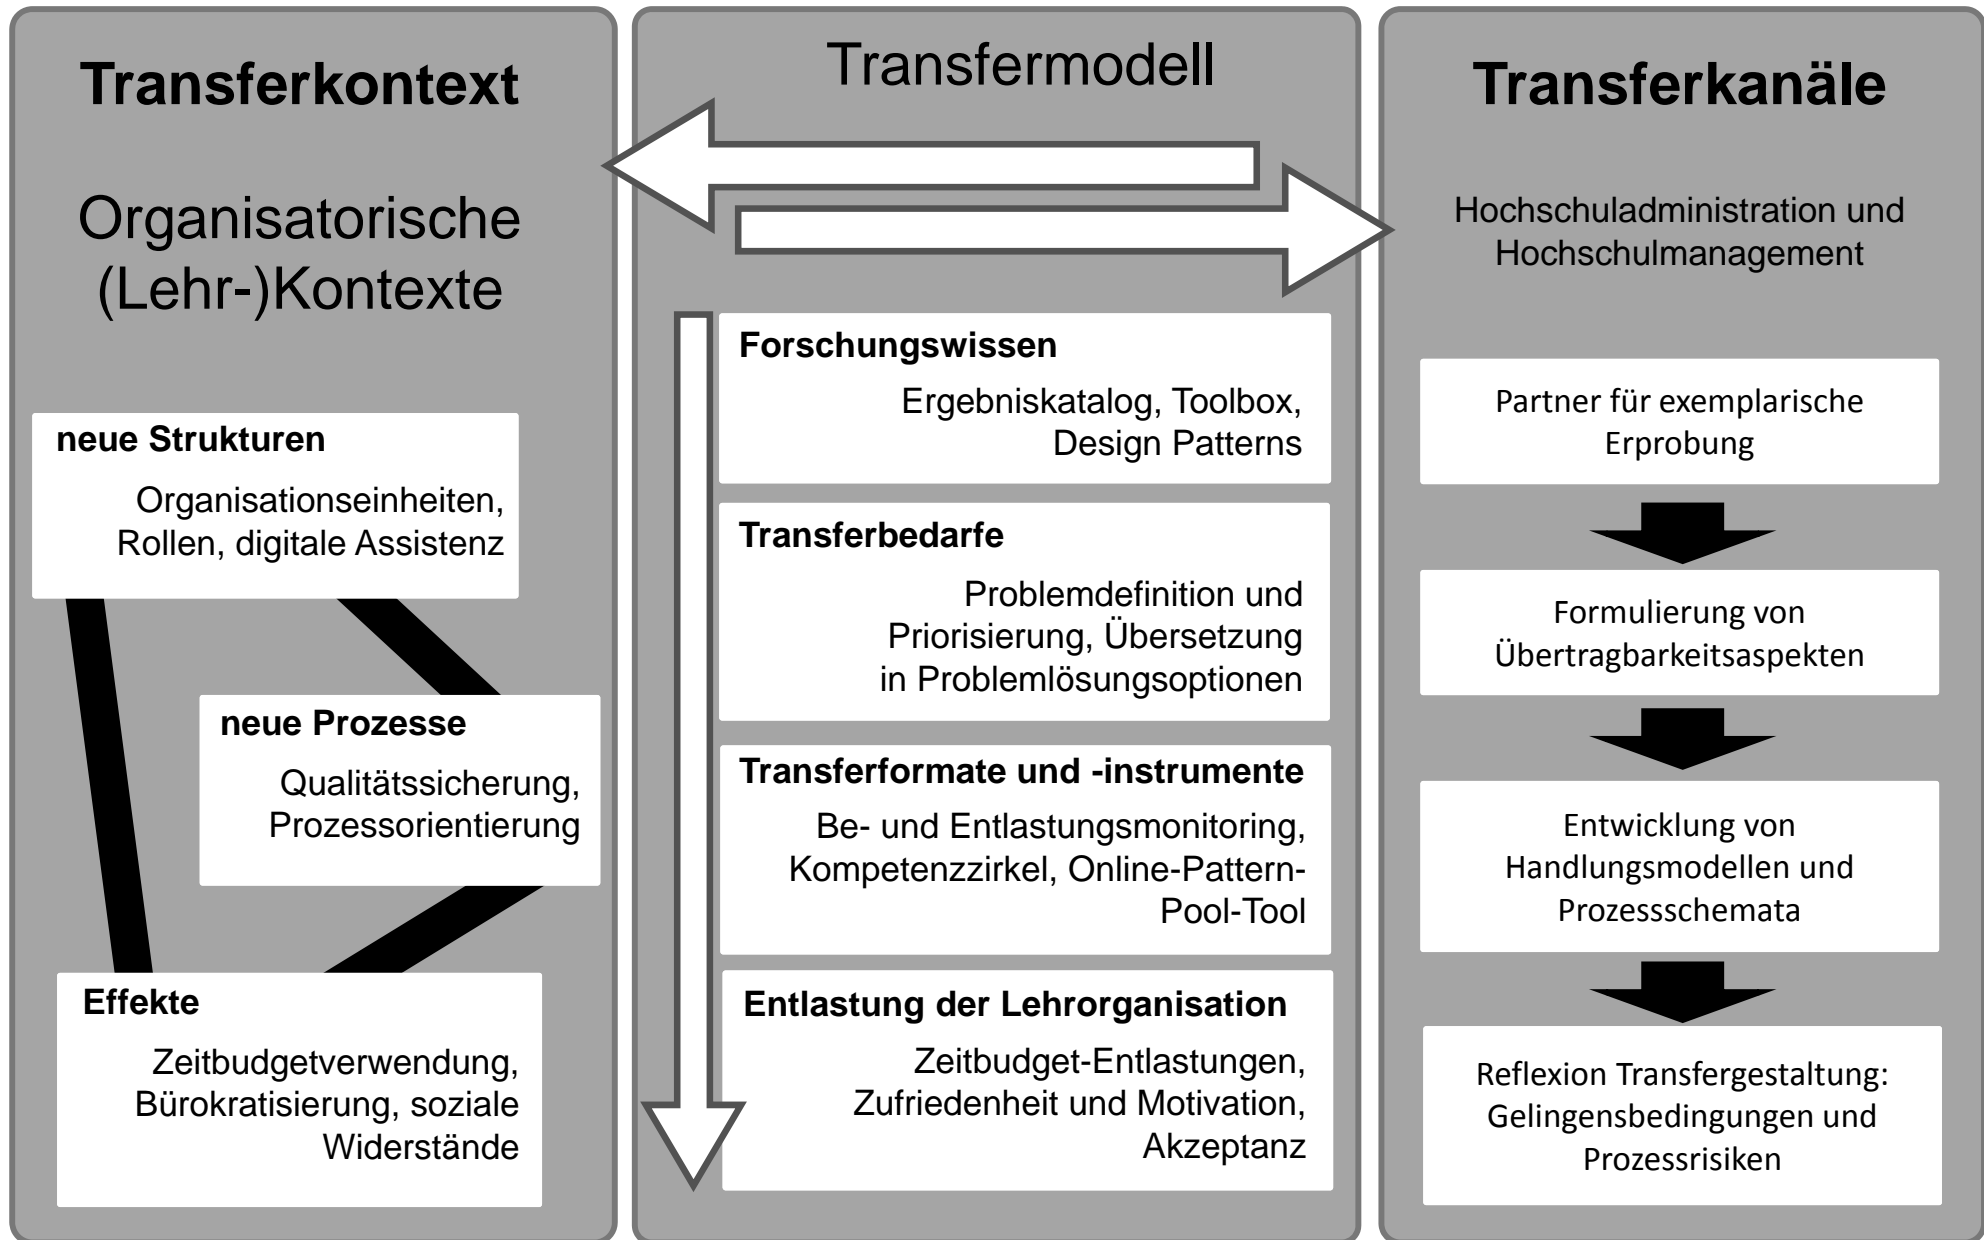 Transferkontext
Organisatorische
(Lehr-)Kontexte
neue Strukturen
Organisationseinheiten,
Rollen, digitale Assistenz
neue Prozesse
Qualitätssicherung,
Prozessorientierung
Effekte
Zeitbudgetverwendung,
Bürokratisierung, soziale
Widerstände
Transfermodell
Forschungswissen
Ergebniskatalog, Toolbox,
Design Patterns
Transferbedarfe
Problemdefinition und
Priorisierung, Übersetzung
in Problemlösungsoptionen
Transferformate und -instrumente
Be- und Entlastungsmonitoring,
Kompetenzzirkel, Online-Pattern-
Pool-Tool
Entlastung der Lehrorganisation
Zeitbudget-Entlastungen,
Zufriedenheit und Motivation,
Akzeptanz
Transferkanäle
Hochschuladministration und
Hochschulmanagement
Partner für exemplarische
Erprobung
Formulierung von
Übertragbarkeitsaspekten
Entwicklung von
Handlungsmodellen und
Prozessschemata
Reflexion Transfergestaltung:
Gelingensbedingungen und
Prozessrisiken